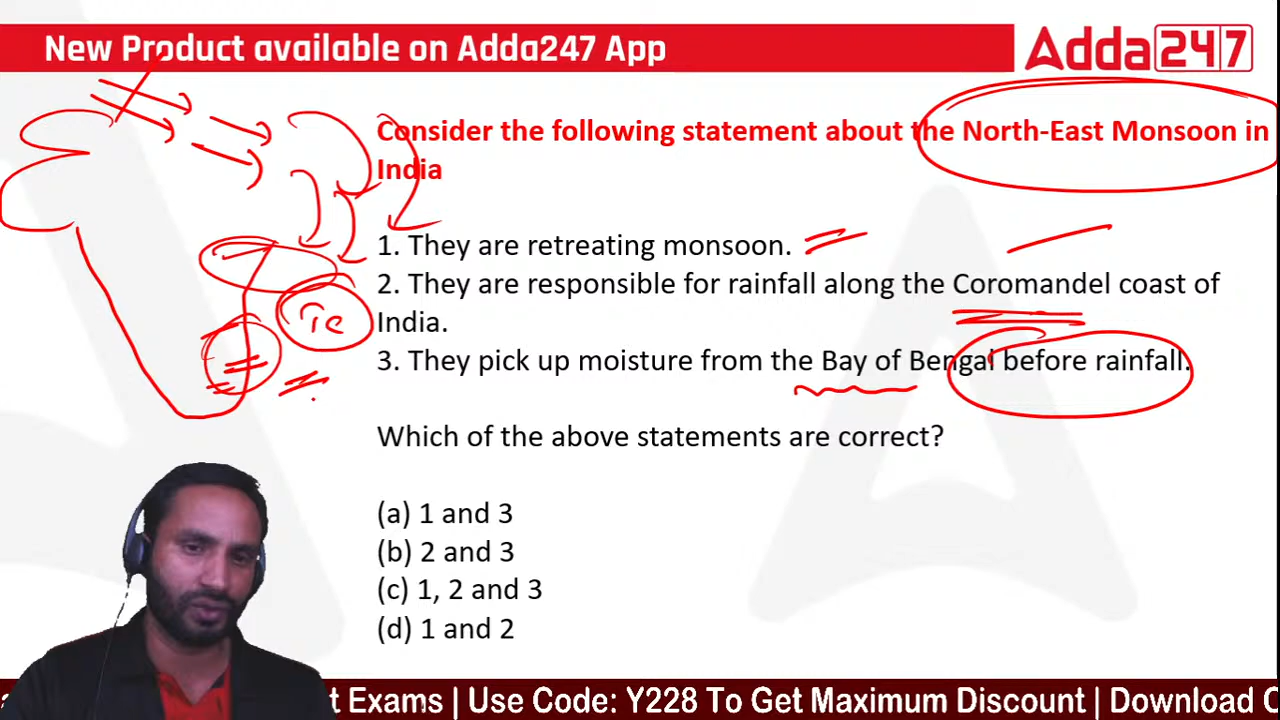 New Product available on Adda247 App
Adda247
Consider the following statement about the North-East Monsoon in
India
1. They are retreating monsoon.
2. They are responsible for rainfall along the Coromandel coast of
India.
3. They pick up moisture from the Bay of Bengal before rainfall.
Which of the above statements are correct?
(a) 1 and 3
(b) 2 and 3
(c) 1, 2 and 3
(d) 1 and 2
t Exams | Use Code: Y228 To Get Maximum Discount | Download